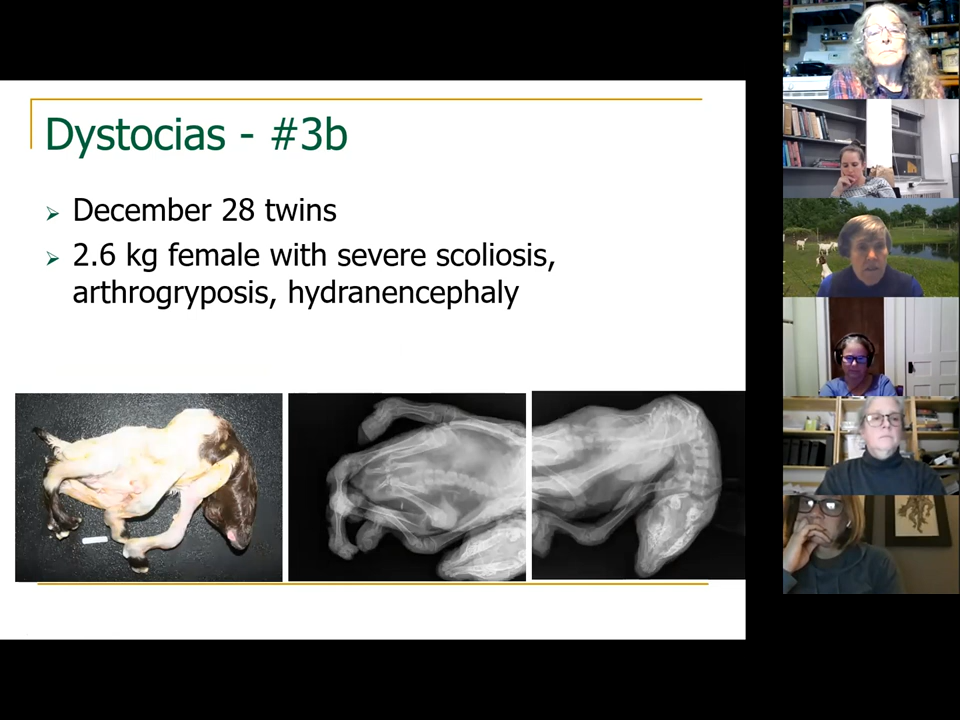 Dystocias - #3b
December 28 twins
2.6 kg female with severe scoliosis,
arthrogryposis, hydranencephaly